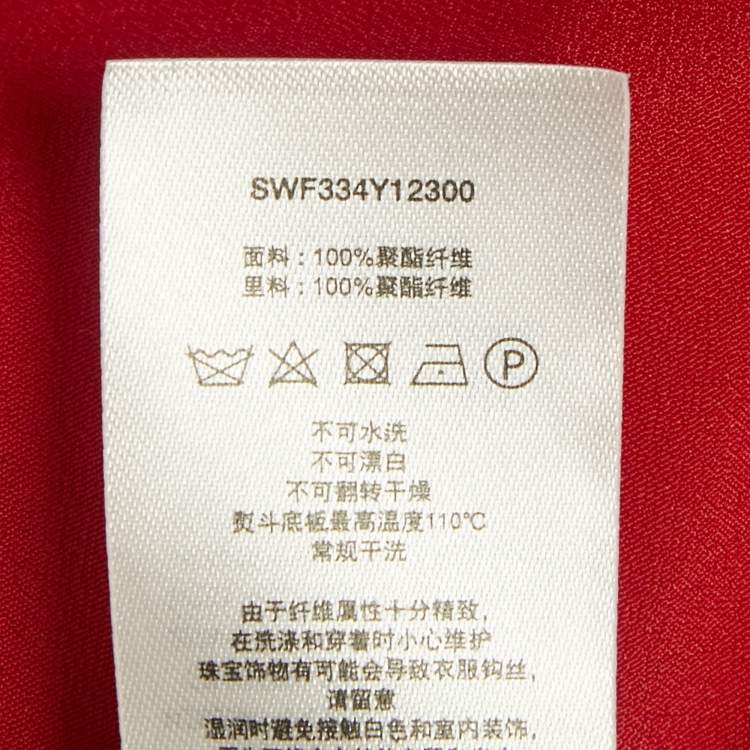 SWF334Y12300
面料：100%聚酯纤维
里料：100%聚酯纤维
P
不可水洗
不可漂白
不可翻转干燥
熨斗底板最高温度110℃
常规干洗
由于纤维属性十分精致，
在洗涤和穿着时小心维护
珠宝饰物有可能会导致衣服钩丝，
请留意
湿润时避免接触白色和室内装饰，